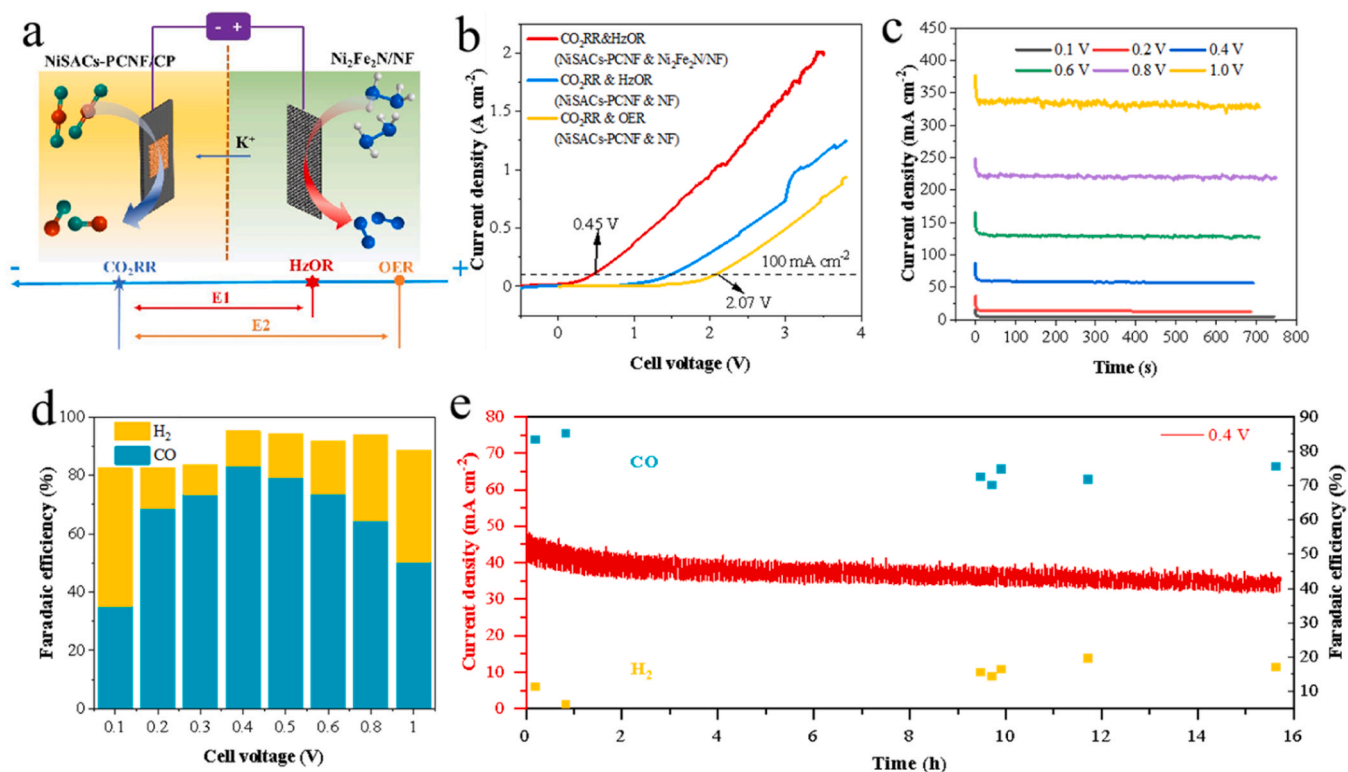 a
- +
NiSACs-PCNF/CP
Ni₂Fe₂N/NF
K⁺
-
CO₂RR
HzOR
OER
+
E1
E2
b
Current density (A cm⁻²)
2
1.5
1
0.5
0
CO₂RR&HzOR
(NiSACs-PCNF & Ni₂Fe₂N/NF)
CO₂RR & HzOR
(NiSACs-PCNF & NF)
CO₂RR & OER
(NiSACs-PCNF & NF)
0.45 V
100 mA cm⁻²
2.07 V
0 1 2 3 4
Cell voltage (V)
c
Current density (mA cm⁻²)
450
400
350
300
250
200
150
100
50
0
0.1 V 0.2 V 0.4 V
0.6 V 0.8 V 1.0 V
0 100 200 300 400 500 600 700 800
Time (s)
d
Faradaic efficiency (%)
100
80
60
40
20
0
H₂
CO
0.1 0.2 0.3 0.4 0.5 0.6 0.8 1
Cell voltage (V)
e
Current density (mA cm⁻²)
80
75
70
65
60
55
50
45
40
35
30
25
20
15
10
5
0
0.4 V
CO
H₂
90
80
70
60
50
40
30
20
10
Faradaic efficiency (%)
0 2 4 6 8 10 12 14 16
Time (h)